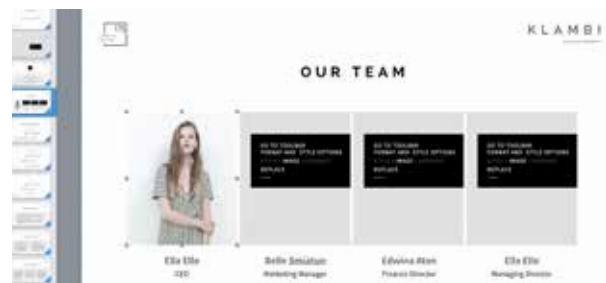 KLAMBI
OUR TEAM
GO TO TOOLBAR
FORMAT AND STYLE OPTIONS
IMAGE
REPLACE
GO TO TOOLBAR
FORMAT AND STYLE OPTIONS
IMAGE
REPLACE
GO TO TOOLBAR
FORMAT AND STYLE OPTIONS
IMAGE
REPLACE
Ella Elle
CEO
Belle
Marketing Manager
Edwina Aton
Finance Director
Ella Elle
Managing Director